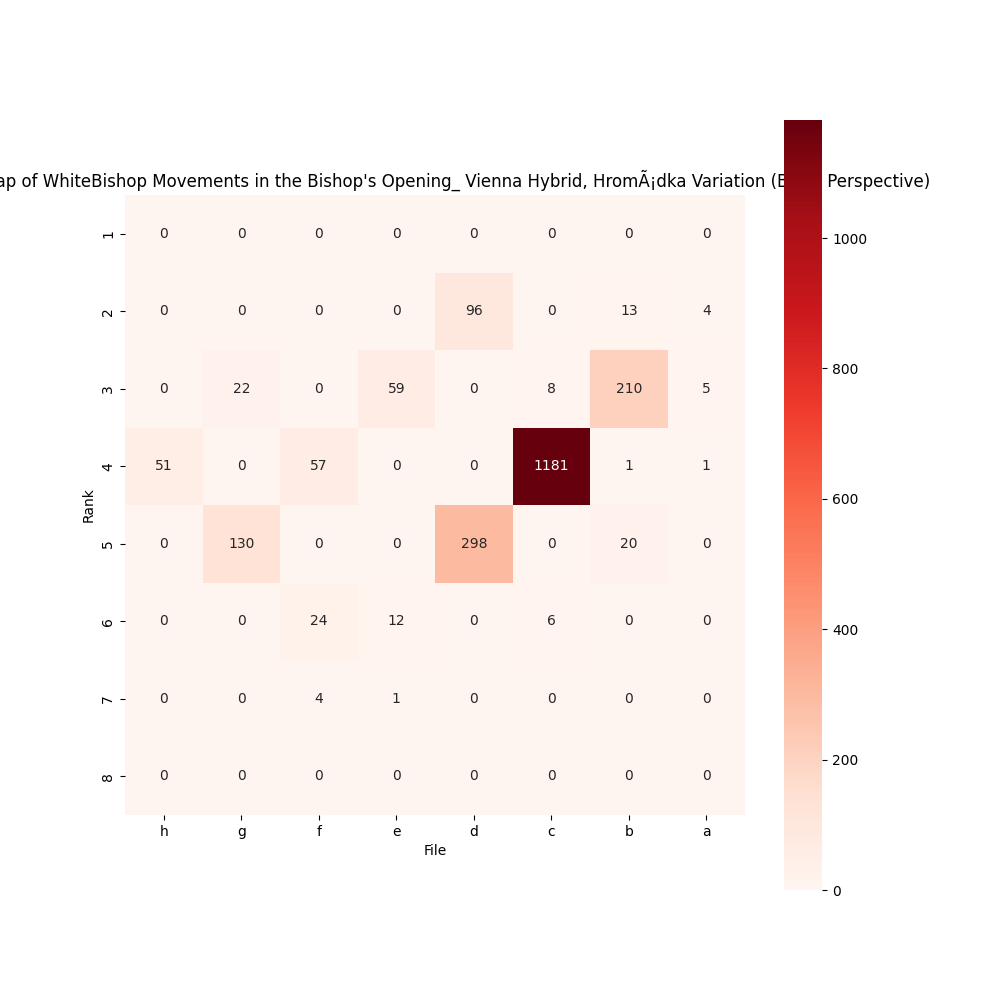 of WhiteBishop Movements in the Bishop's Opening_ Vienna Hybrid, HromÃ¡dka Variation Perspective)
1 0 0 0 0 0 0 0 0
1000
2 0 0 0 0 96 0 13 4
3 0 22 0 59 0 8 210 5
800
4 51 0 57 0 0 1181 1 1
Rank
600
5 0 130 0 0 298 0 20 0
6 0 0 24 12 0 6 0 0
400
7 0 0 4 1 0 0 0 0
200
8 0 0 0 0 0 0 0 0
h g f e d c b a
File
0